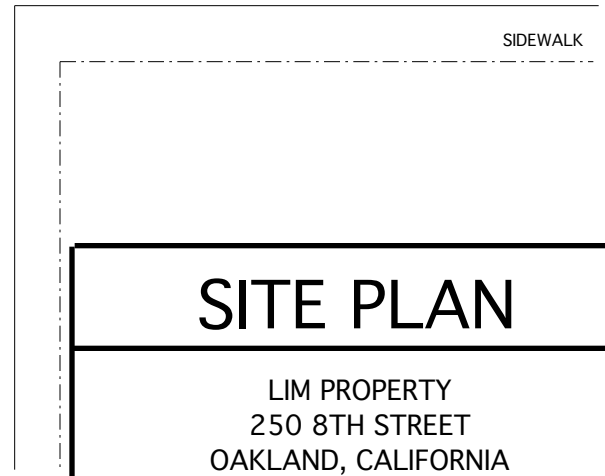 SIDEWALK
SITE PLAN
LIM PROPERTY
250 8TH STREET
OAKLAND, CALIFORNIA